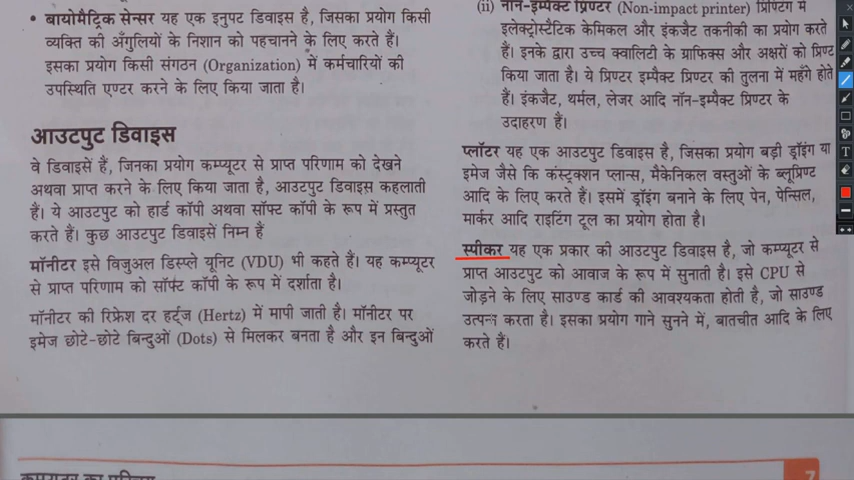 • बायोमैट्रिक सेन्सर यह एक इनुपट डिवाइस है, जिसका प्रयोग किसी
व्यक्ति की अँगुलियों के निशान को पहचानने के लिए करते हैं।
इसका प्रयोग किसी संगठन (Organization) में कर्मचारियों की
उपस्थिति एण्टर करने के लिए किया जाता है।
आउटपुट डिवाइस
वे डिवाइसें हैं, जिनका प्रयोग कम्प्यूटर से प्राप्त परिणाम को देखने
अथवा प्राप्त करने के लिए किया जाता है, आउटपुट डिवाइस कहलाती
हैं। ये आउटपुट को हार्ड कॉपी अथवा सॉफ्ट कॉपी के रूप में प्रस्तुत
करते हैं। कुछ आउटपुट डिवाइसें निम्न हैं
मॉनीटर इसे विजुअल डिस्प्ले यूनिट (VDU) भी कहते हैं। यह कम्प्यूटर
से प्राप्त परिणाम को सॉफ्ट कॉपी के रूप में दर्शाता है।
मॉनीटर की रिफ्रेश दर हर्ट्ज (Hertz) में मापी जाती है। मॉनीटर पर
इमेज छोटे-छोटे बिन्दुओं (Dots) से मिलकर बनता है और इन बिन्दुओं
(ii) नॉन-इम्पैक्ट प्रिण्टर (Non-impact printer) प्रिण्टिंग में
इलेक्ट्रोस्टैटिक केमिकल और इंकजैट तकनीकी का प्रयोग करते
हैं। इनके द्वारा उच्च क्वालिटी के ग्राफिक्स और अक्षरों को प्रिण्ट
किया जाता है। ये प्रिण्टर इम्पैक्ट प्रिण्टर की तुलना में महँगे होते
हैं। इंकजैट, थर्मल, लेजर आदि नॉन-इम्पैक्ट प्रिण्टर के
उदाहरण हैं।
प्लॉटर यह एक आउटपुट डिवाइस है, जिसका प्रयोग बड़ी ड्रॉइंग या
इमेज जैसे कि कंस्ट्रक्शन प्लान्स, मैकेनिकल वस्तुओं के ब्लूप्रिण्ट
आदि के लिए करते हैं। इसमें ड्रॉइंग बनाने के लिए पेन, पेन्सिल,
मार्कर आदि राइटिंग टूल का प्रयोग होता है।
स्पीकर यह एक प्रकार की आउटपुट डिवाइस है, जो कम्प्यूटर से
प्राप्त आउटपुट को आवाज के रूप में सुनाती है। इसे CPU से
जोड़ने के लिए साउण्ड कार्ड की आवश्यकता होती है, जो साउण्ड
उत्पन्न करता है। इसका प्रयोग गाने सुनने में, बातचीत आदि के लिए
करते हैं।
कम्प्यूटर का परिचय
7